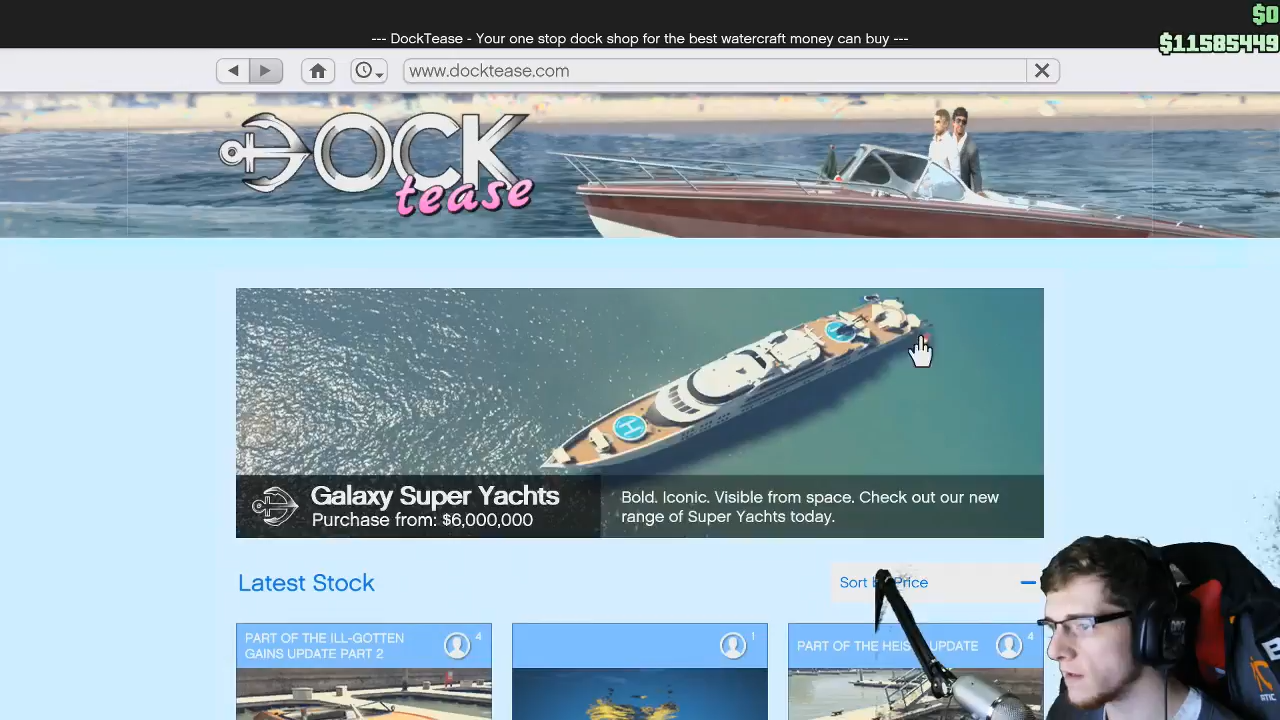 $0
--- DockTease - Your one stop dock shop for the best watercraft money can buy ---
$11585449
www.docktease.com
DOCK
tease
H
Galaxy Super Yachts
Purchase from: $6,000,000
Bold. Iconic. Visible from space. Check out our new
range of Super Yachts today.
Latest Stock
Sort by Price
PART OF THE ILL-GOTTEN
GAINS UPDATE PART 2
4
1
PART OF THE HEIST UPDATE
4